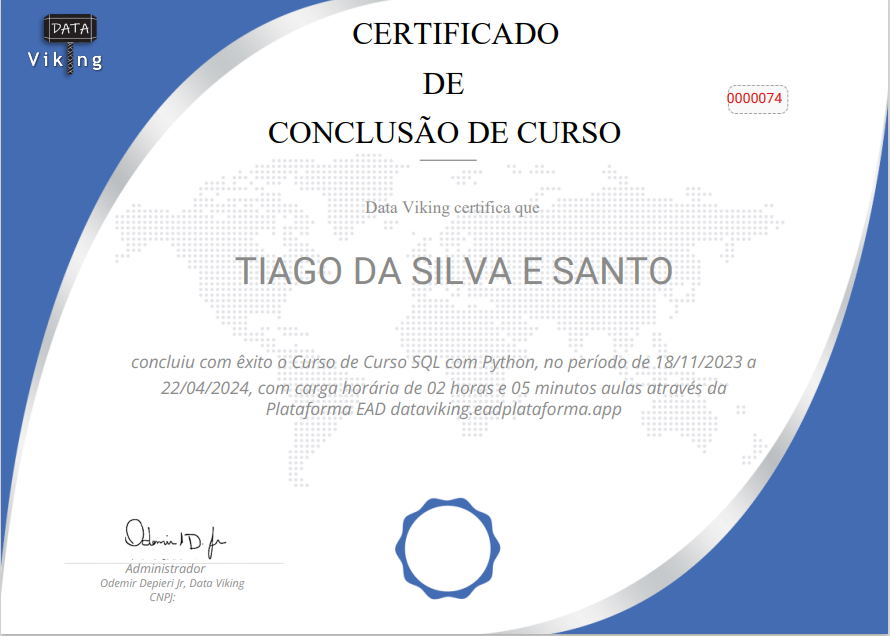 DATA
Viking
CERTIFICADO
DE
CONCLUSÃO DE CURSO
0000074
Data Viking certifica que
TIAGO DA SILVA E SANTO
concluiu com êxito o Curso de Curso SQL com Python, no período de 18/11/2023 a
22/04/2024, com carga horária de 02 horas e 05 minutos aulas através da
Plataforma EAD dataviking.eadplataforma.app
Odemir D. Jr
Administrador
Odemir Depieri Jr, Data Viking
CNPJ: